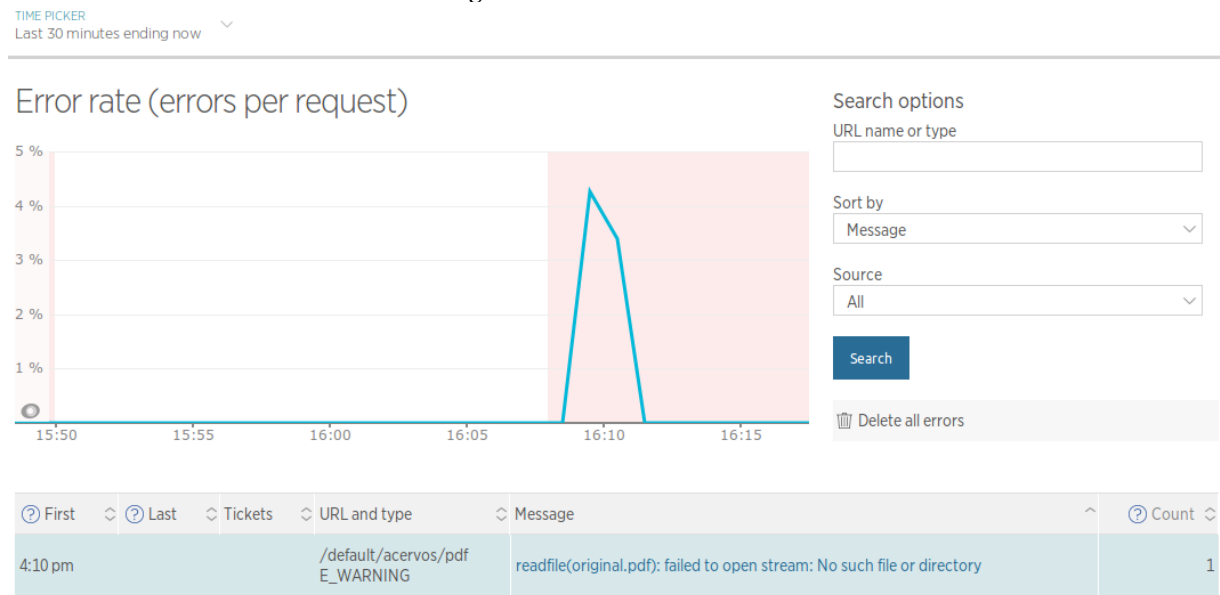 TIME PICKER
Last 30 minutes ending now
Error rate (errors per request)
5 %
4 %
3 %
2 %
1 %
15:50 15:55 16:00 16:05 16:10 16:15
Search options
URL name or type
Sort by
Message
Source
All
Search
Delete all errors
? First ? Last Tickets URL and type Message ? Count
4:10 pm /default/acervos/pdf readfile(original.pdf): failed to open stream: No such file or directory 1
E_WARNING